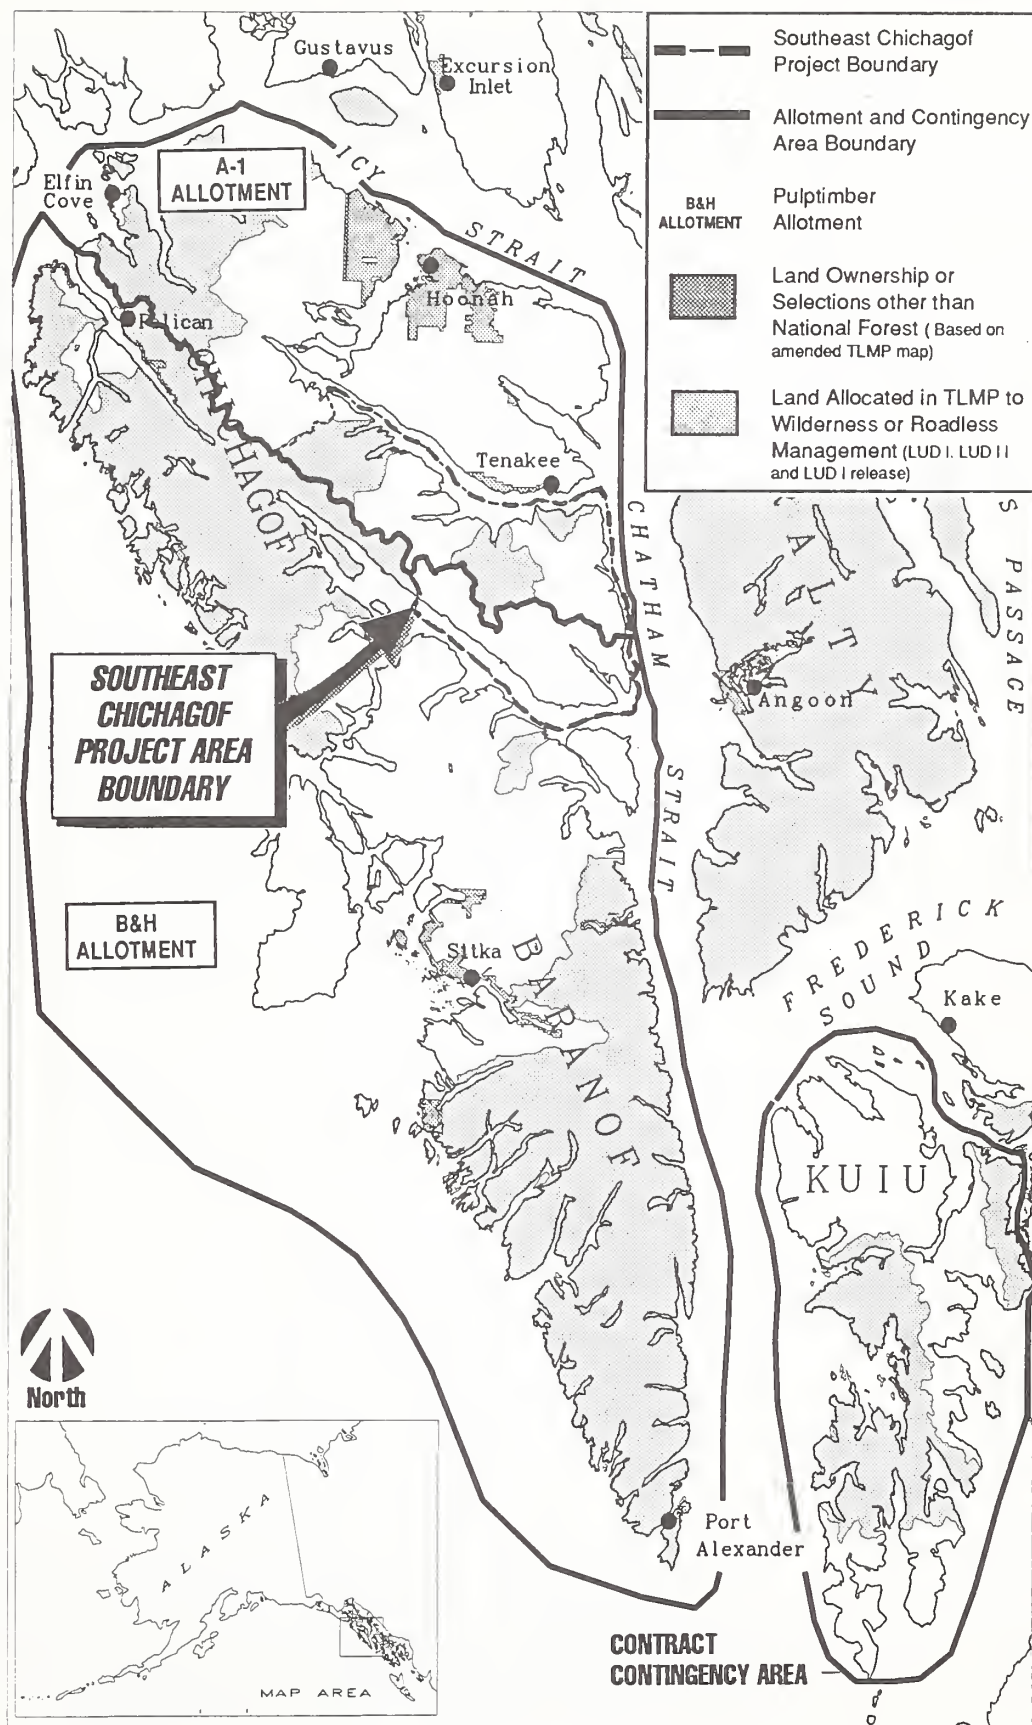 Gustavus
Excursion
Inlet
Southeast Chichagof
Project Boundary
Allotment and Contingency
Area Boundary
B&H
ALLOTMENT
Pulptimber
Allotment
Land Ownership or
Selections other than
National Forest ( Based on
amended TLMP map)
Land Allocated in TLMP to
Wilderness or Roadless
Management (LUD I. LUD II
and LUD I release)
A-1
ALLOTMENT
Elfin
Cove
ICY
STRAIT
Hoonah
Pelican
CHICHAGOF
Tenakee
CHATHAM
STRAIT
ALTY
S PASSAGE
Angoon
SOUTHEAST
CHICHAGOF
PROJECT AREA
BOUNDARY
B&H
ALLOTMENT
Sitka
BARANOF
FREDERICK
SOUND
Kake
KUIU
North
Port
Alexander
ALASKA
MAP AREA
CONTRACT
CONTINGENCY AREA